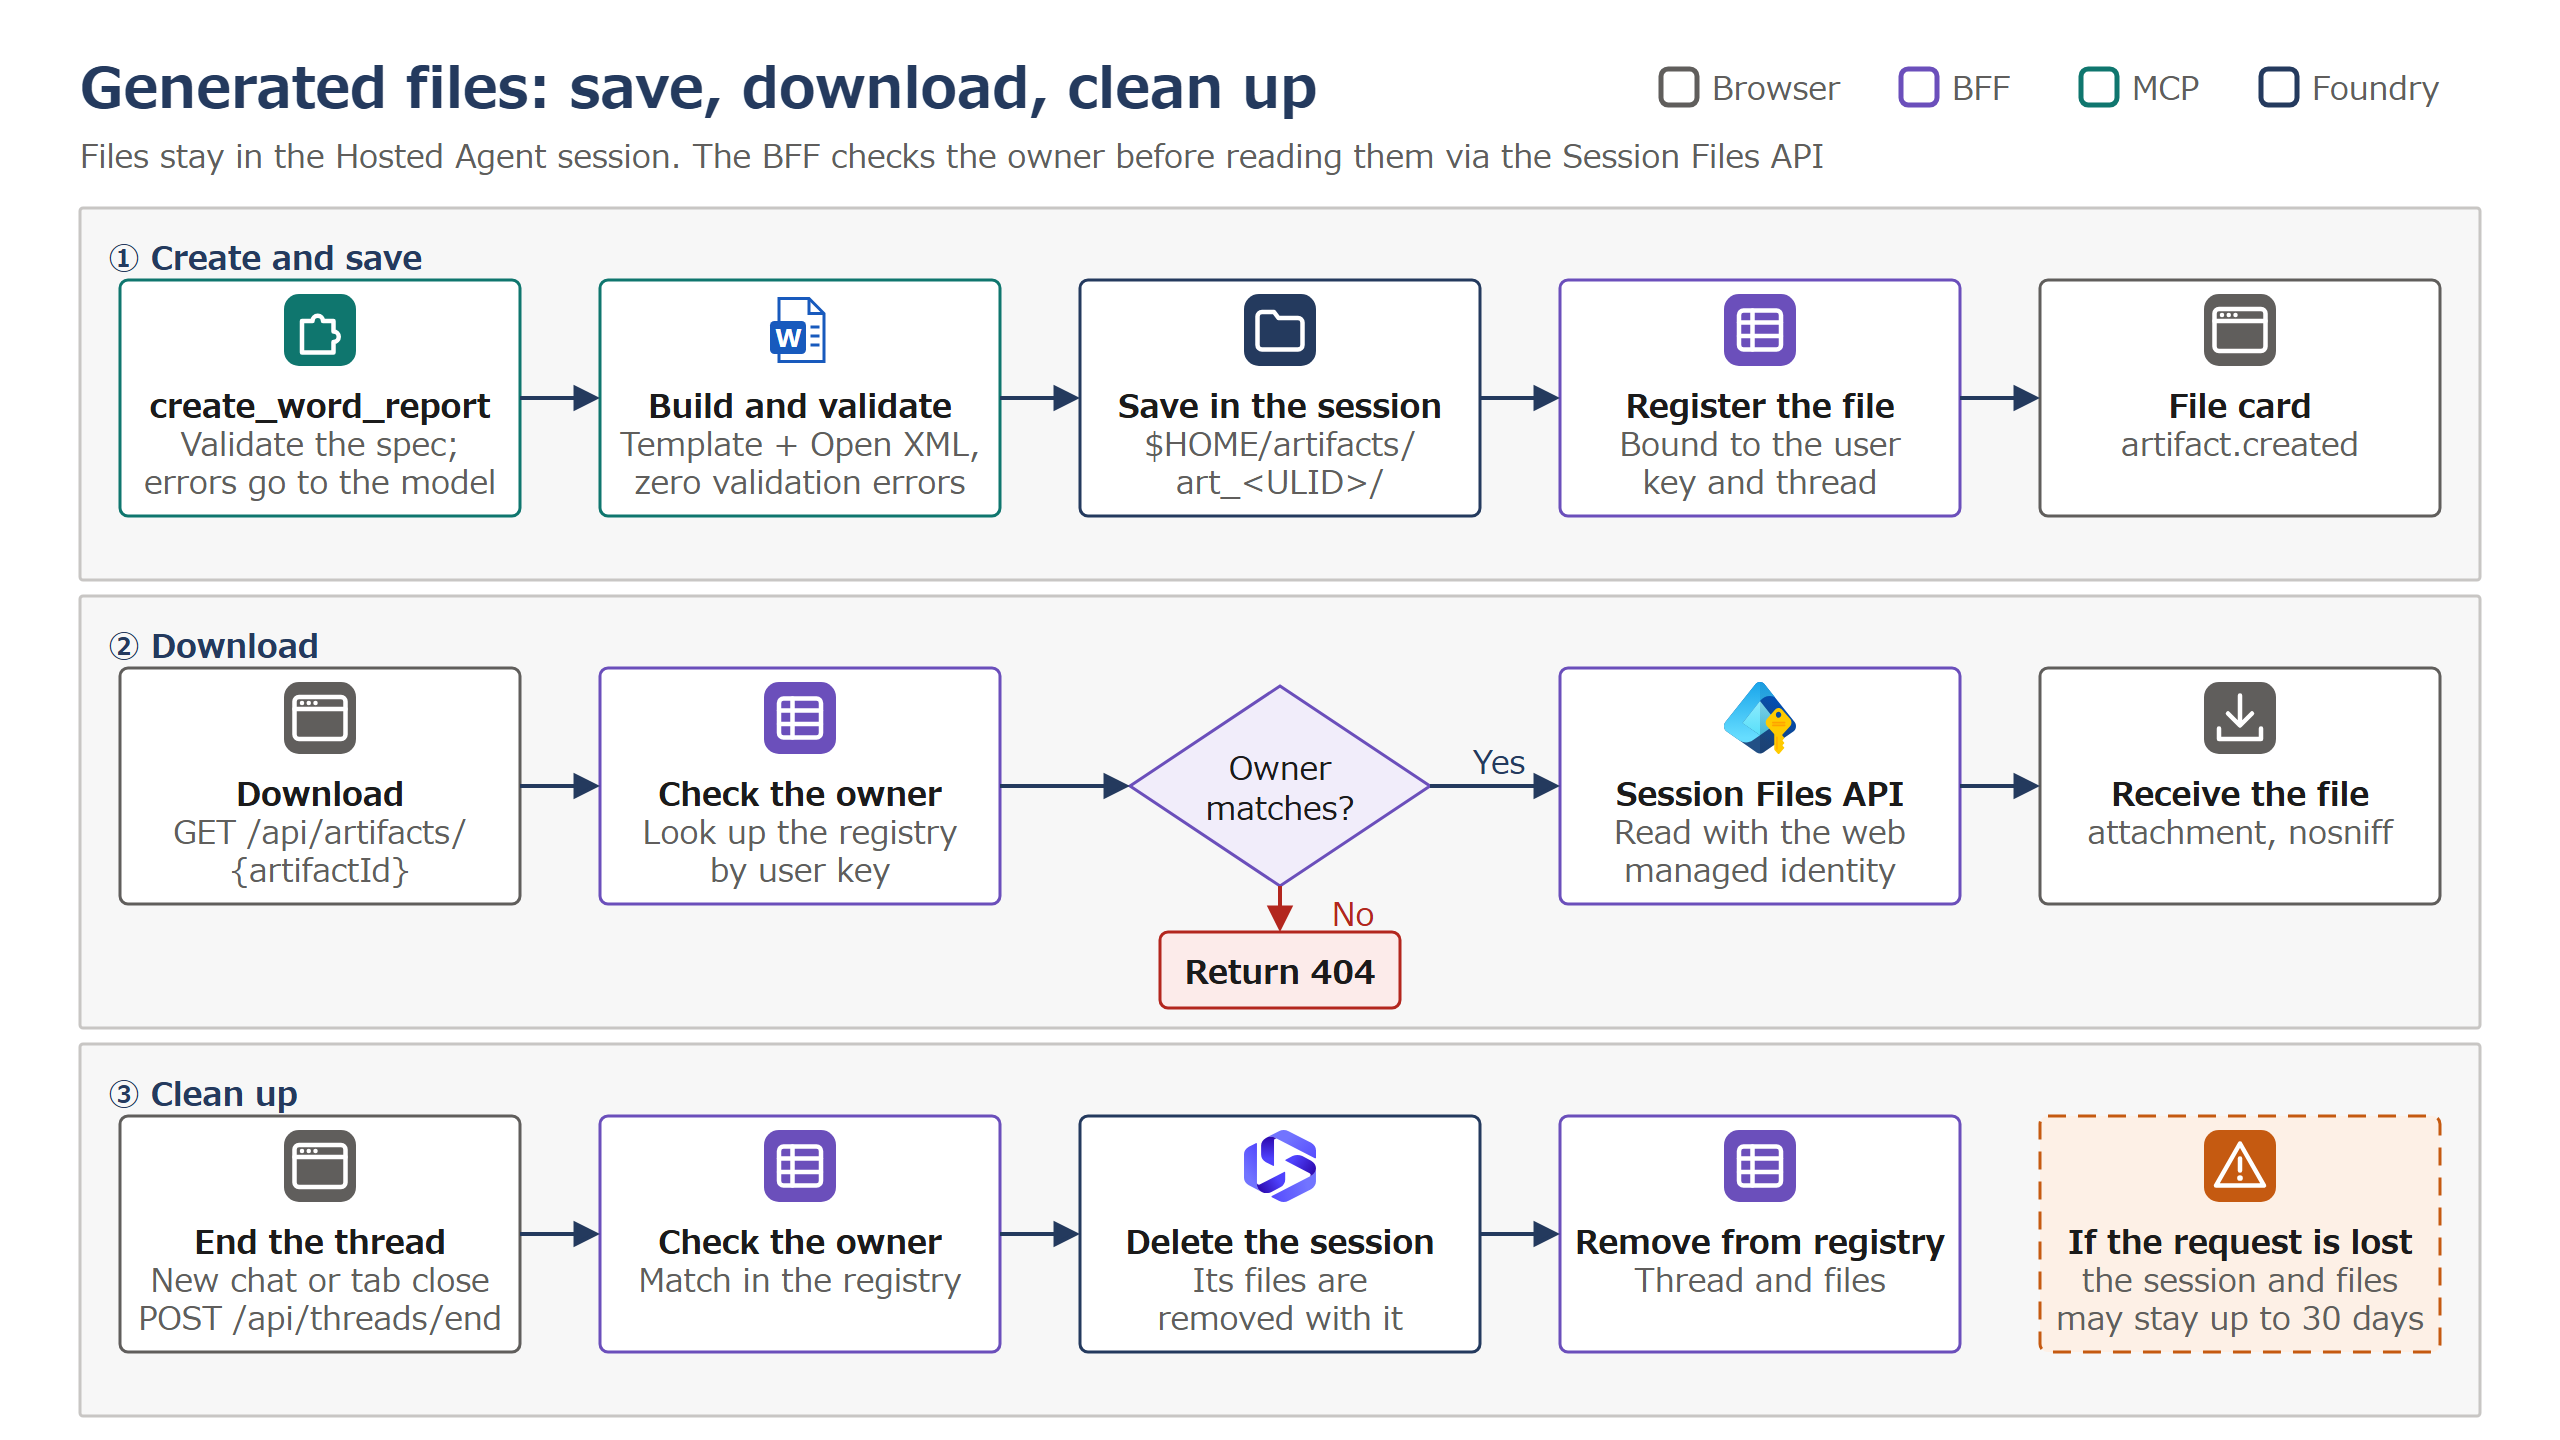 Generated files: save, download, clean up
Browser
BFF
MCP
Foundry
Files stay in the Hosted Agent session. The BFF checks the owner before reading them via the Session Files API
① Create and save
create_word_report
Validate the spec;
errors go to the model
W
Build and validate
Template + Open XML,
zero validation errors
Save in the session
$HOME/artifacts/
art_<ULID>/
Register the file
Bound to the user
key and thread
File card
artifact.created
② Download
Download
GET /api/artifacts/
{artifactId}
Check the owner
Look up the registry
by user key
Owner
matches?
Yes
No
Return 404
Session Files API
Read with the web
managed identity
Receive the file
attachment, nosniff
③ Clean up
End the thread
New chat or tab close
POST /api/threads/end
Check the owner
Match in the registry
Delete the session
Its files are
removed with it
Remove from registry
Thread and files
If the request is lost
the session and files
may stay up to 30 days